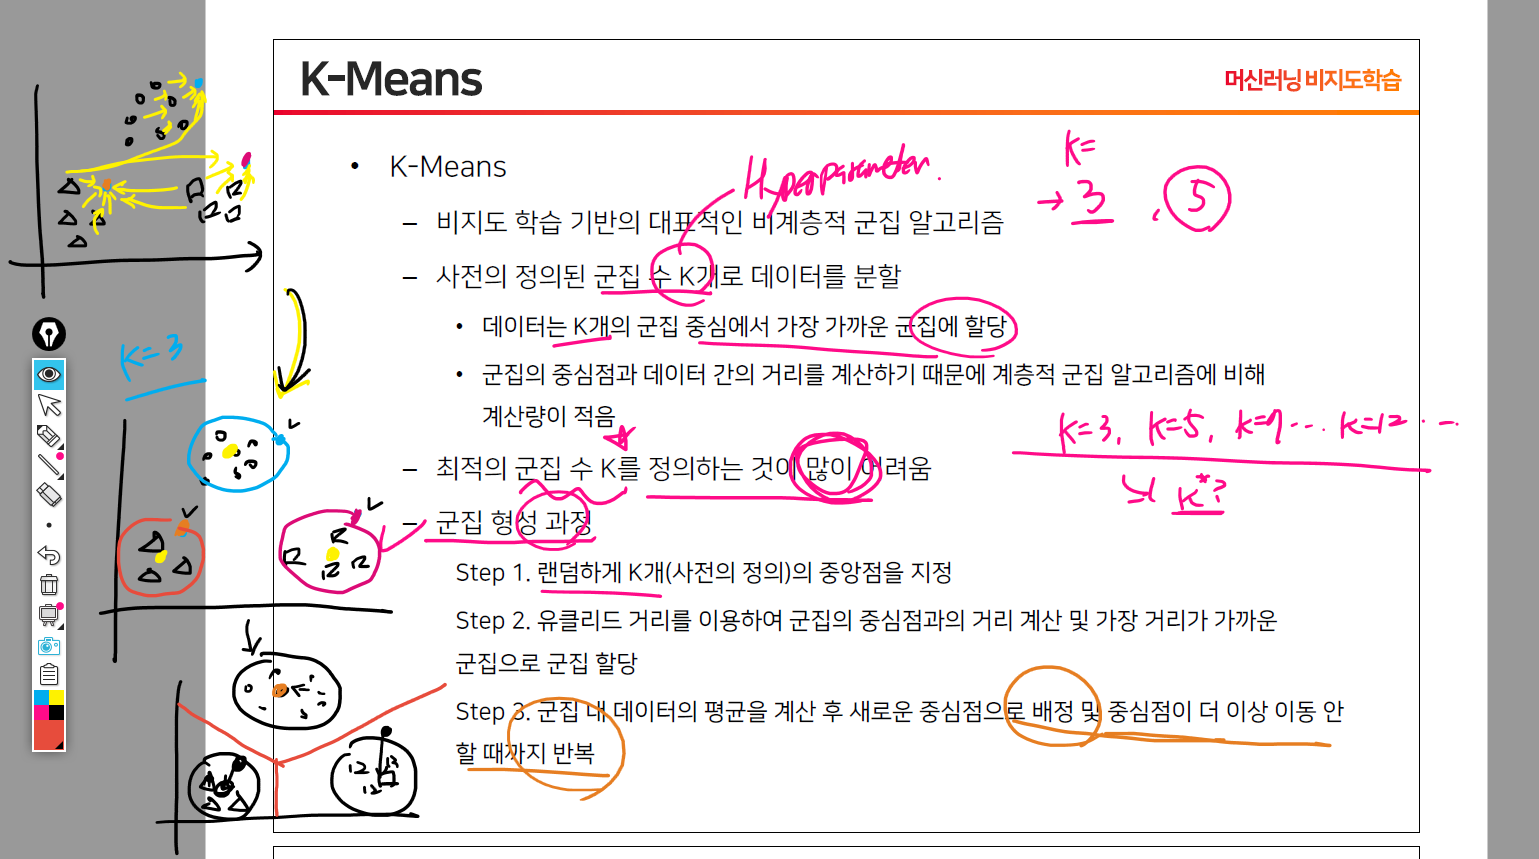 K-Means
머신러닝 비지도학습
K-Means
Hyperparameter.
K=
→ 3 , 5
– 비지도 학습 기반의 대표적인 비계층적 군집 알고리즘
– 사전의 정의된 군집 수 K개로 데이터를 분할
• 데이터는 K개의 군집 중심에서 가장 가까운 군집에 할당
• 군집의 중심점과 데이터 간의 거리를 계산하기 때문에 계층적 군집 알고리즘에 비해
계산량이 적음
– 최적의 군집 수 K를 정의하는 것이 많이 어려움
K=3, K=5, K=9 ··· K=12 ···
K*?
– 군집 형성 과정
Step 1. 랜덤하게 K개(사전의 정의)의 중앙점을 지정
Step 2. 유클리드 거리를 이용하여 군집의 중심점과의 거리 계산 및 가장 거리가 가까운
군집으로 군집 할당
Step 3. 군집 내 데이터의 평균을 계산 후 새로운 중심점으로 배정 및 중심점이 더 이상 이동 안
할 때까지 반복
K=3